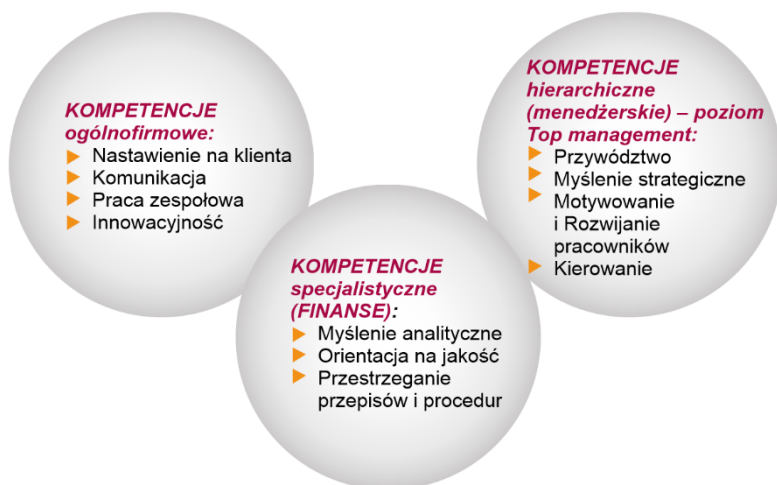 KOMPETENCJE
ogólnofirmowe:
Nastawienie na klienta
Komunikacja
Praca zespołowa
Innowacyjność
KOMPETENCJE
specjalistyczne
(FINANSE):
Myślenie analityczne
Orientacja na jakość
Przestrzeganie
przepisów i procedur
KOMPETENCJE
hierarchiczne
(menedżerskie) – poziom
Top management:
Przywództwo
Myślenie strategiczne
Motywowanie
i Rozwijanie
pracowników
Kierowanie